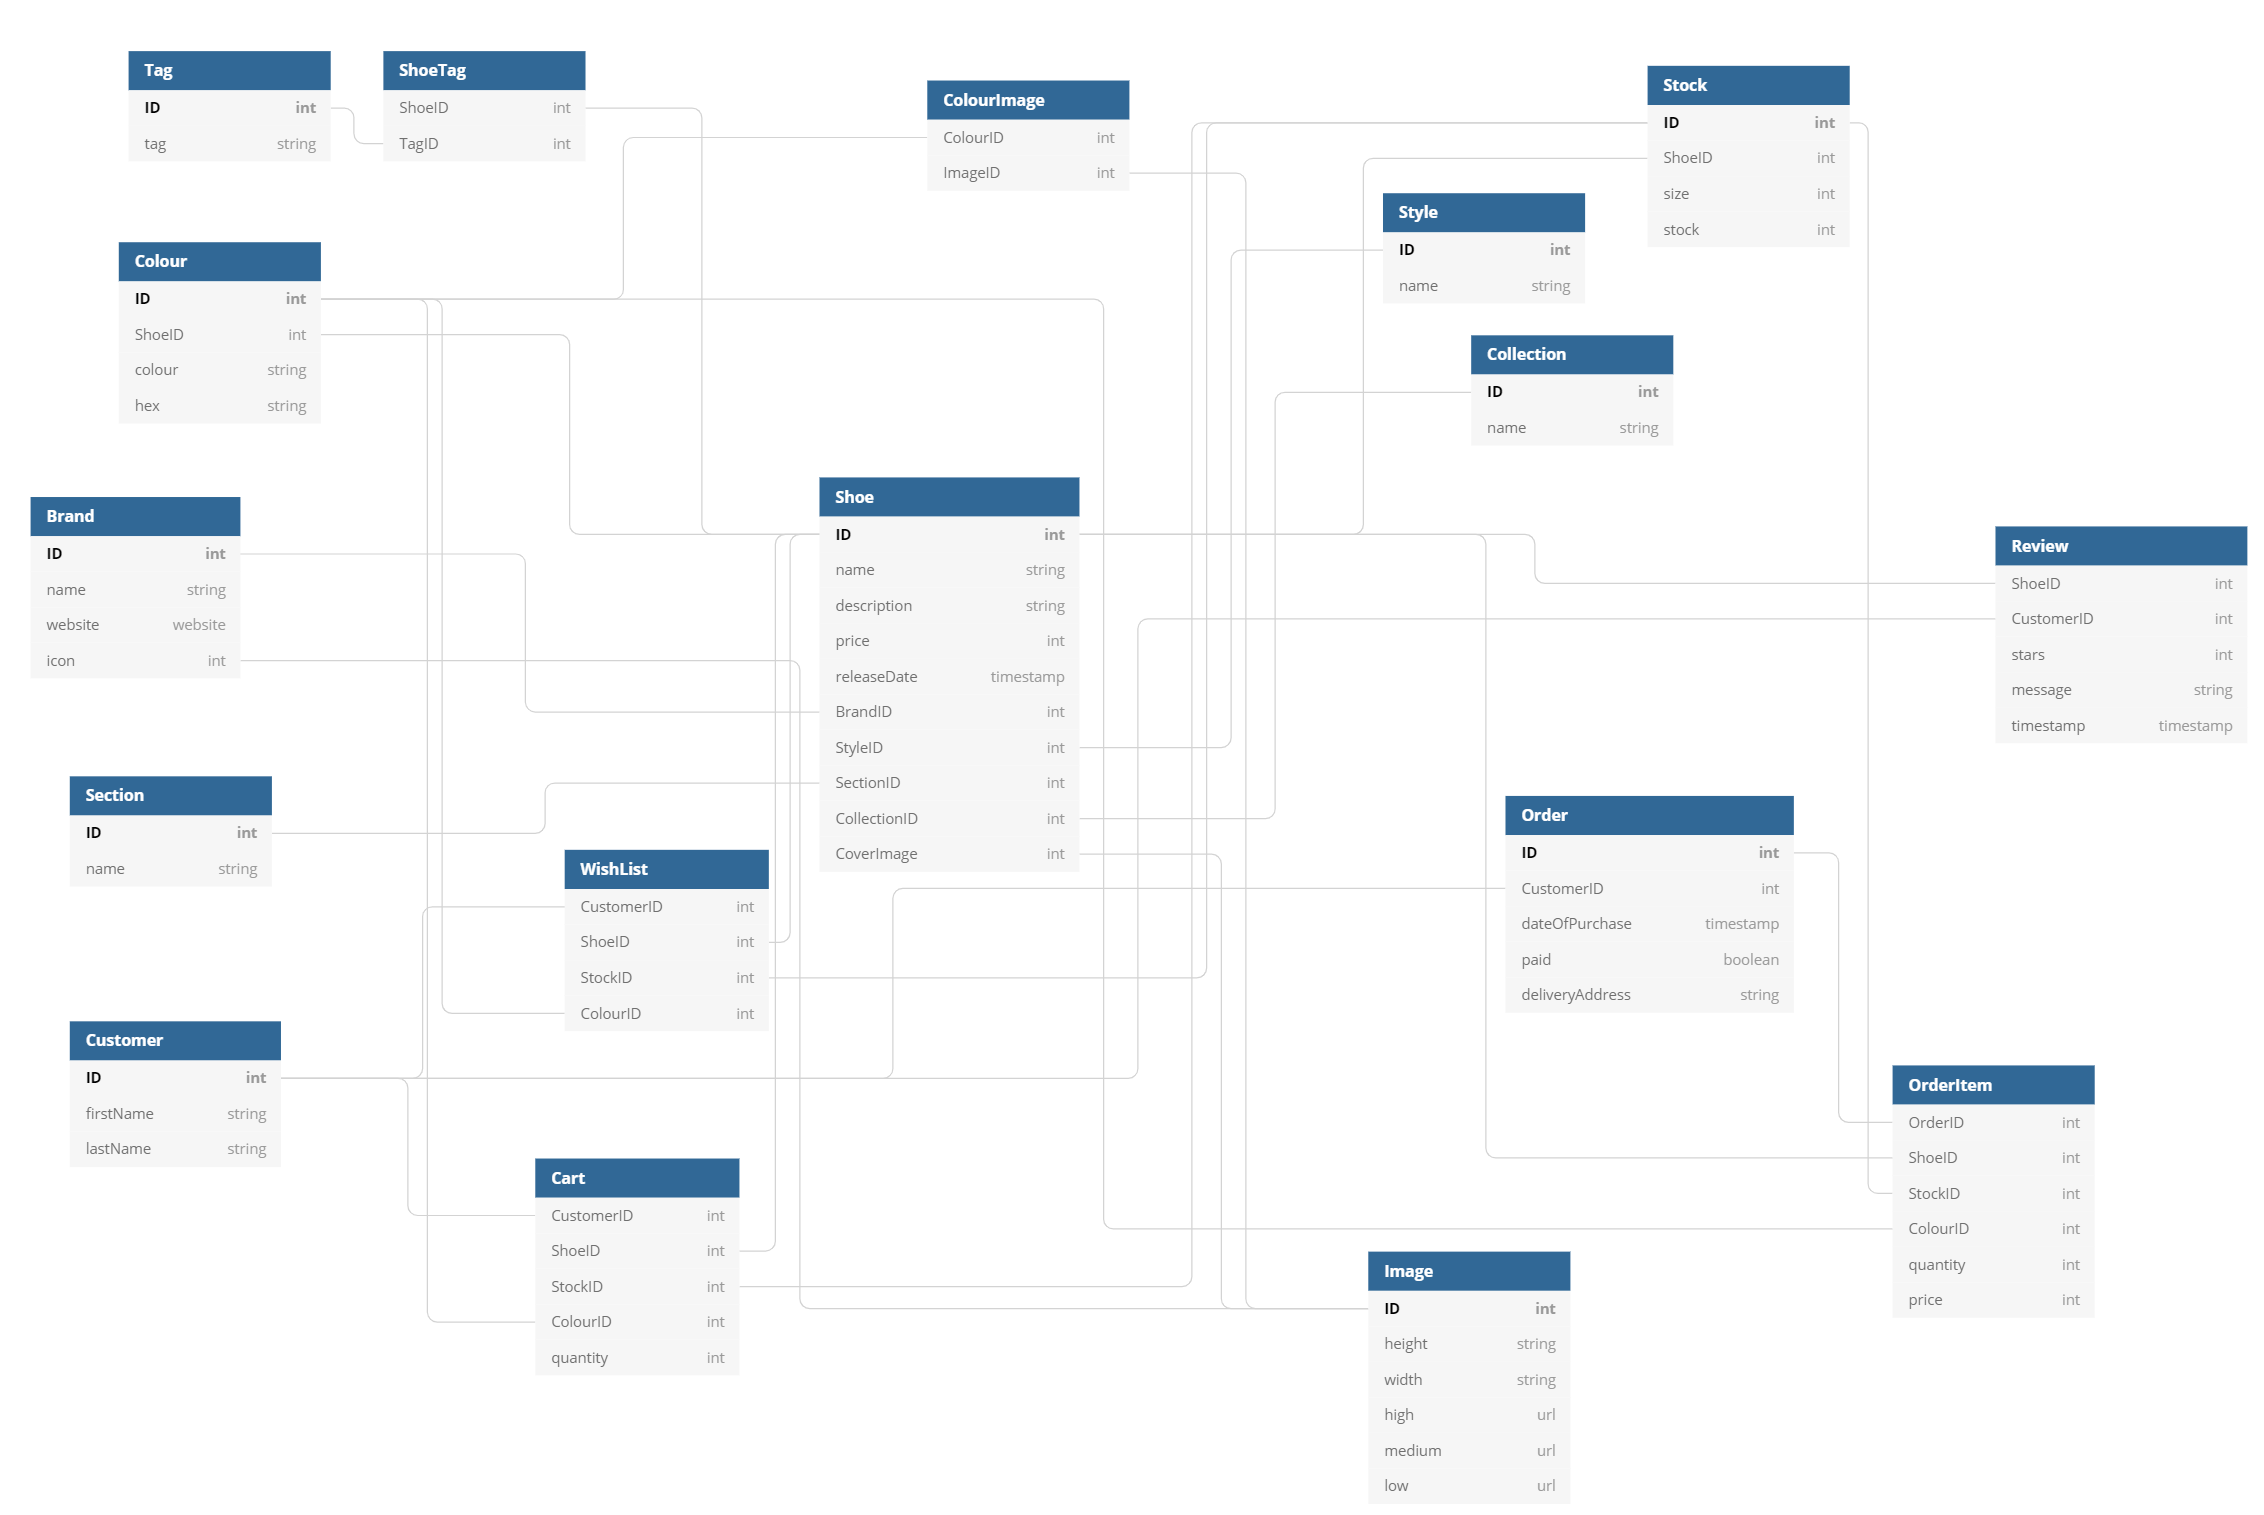 Tag
ID int
tag string
ShoeTag
ShoeID int
TagID int
ColourImage
ColourID int
ImageID int
Stock
ID int
ShoeID int
size int
stock int
Style
ID int
name string
Colour
ID int
ShoeID int
colour string
hex string
Collection
ID int
name string
Brand
ID int
name string
website website
icon int
Shoe
ID int
name string
description string
price int
releaseDate timestamp
BrandID int
StyleID int
SectionID int
CollectionID int
CoverImage int
Review
ShoeID int
CustomerID int
stars int
message string
timestamp timestamp
Section
ID int
name string
WishList
CustomerID int
ShoeID int
StockID int
ColourID int
Order
ID int
CustomerID int
dateOfPurchase timestamp
paid boolean
deliveryAddress string
Customer
ID int
firstName string
lastName string
Cart
CustomerID int
ShoeID int
StockID int
ColourID int
quantity int
OrderItem
OrderID int
ShoeID int
StockID int
ColourID int
quantity int
price int
Image
ID int
height string
width string
high url
medium url
low url